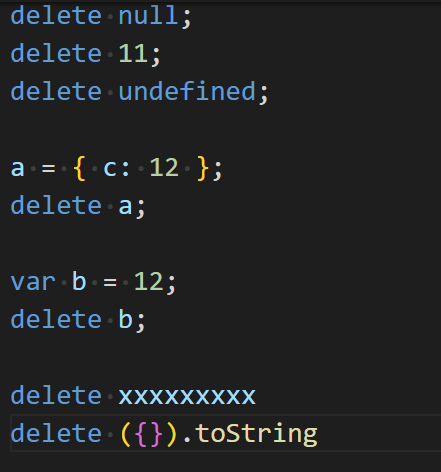 delete null;
delete 11;
delete undefined;
a = { c: 12 };
delete a;
var b = 12;
delete b;
delete xxxxxxxxx
delete ({}).toString